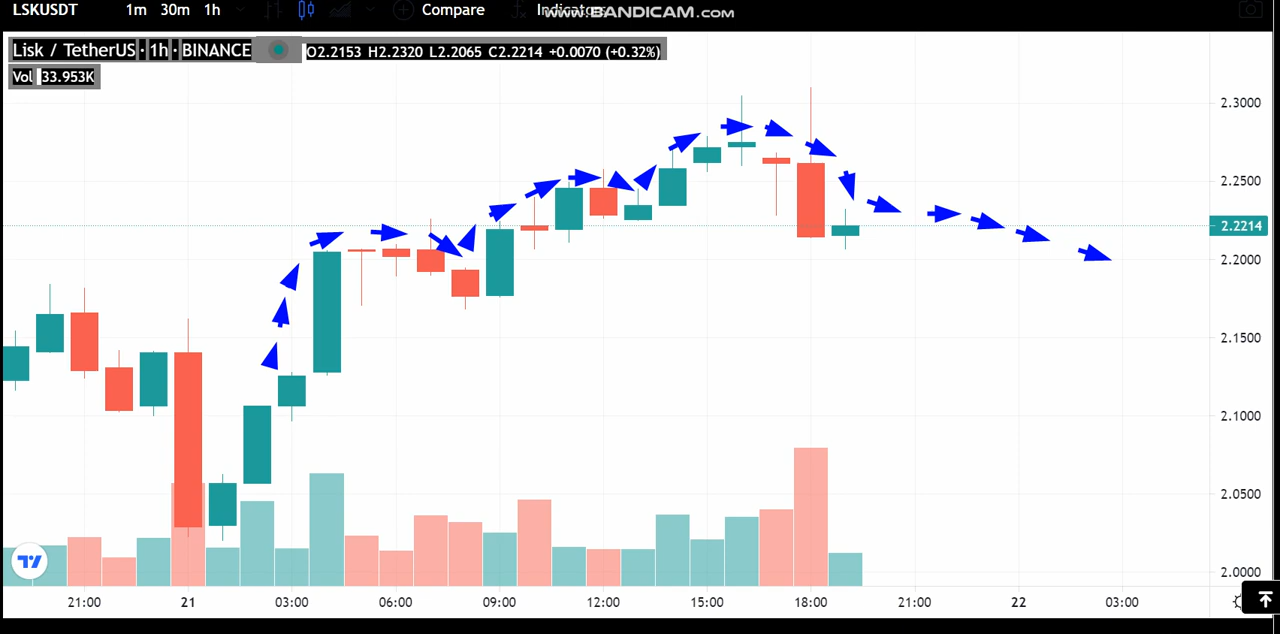 LSKUSDT 1m 30m 1h Compare Indicators
www.BANDICAM.com
Lisk / TetherUS · 1h · BINANCE O2.2153 H2.2320 L2.2065 C2.2214 +0.0070 (+0.32%)
Vol 33.953K
2.3000
2.2500
2.2214
2.2000
2.1500
2.1000
2.0500
2.0000
21:00 21 03:00 06:00 09:00 12:00 15:00 18:00 21:00 22 03:00